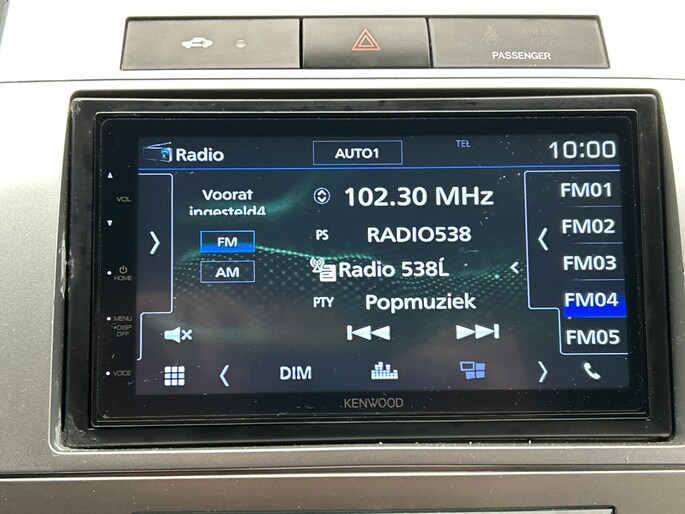 PASSENGER
Radio
AUTO1
TEL
10:00
VOL
HOME
MENU
DISP
OFF
VOICE
Voorat
ingesteld4
FM
AM
102.30 MHz
PS RADIO538
Radio 538Ĺ
PTY Popmuziek
FM01
FM02
FM03
FM04
FM05
DIM
KENWOOD